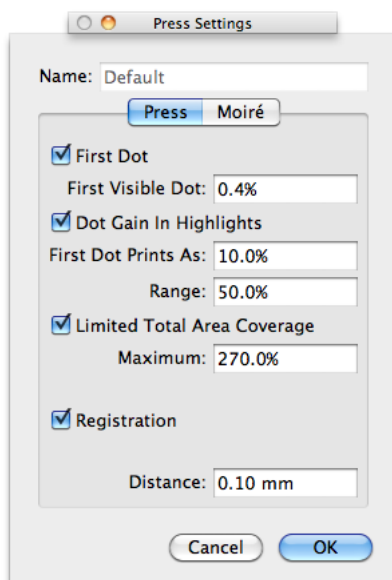 Press Settings
Name: Default
Press Moiré
First Dot
First Visible Dot: 0.4%
Dot Gain In Highlights
First Dot Prints As: 10.0%
Range: 50.0%
Limited Total Area Coverage
Maximum: 270.0%
Registration
Distance: 0.10 mm
Cancel OK